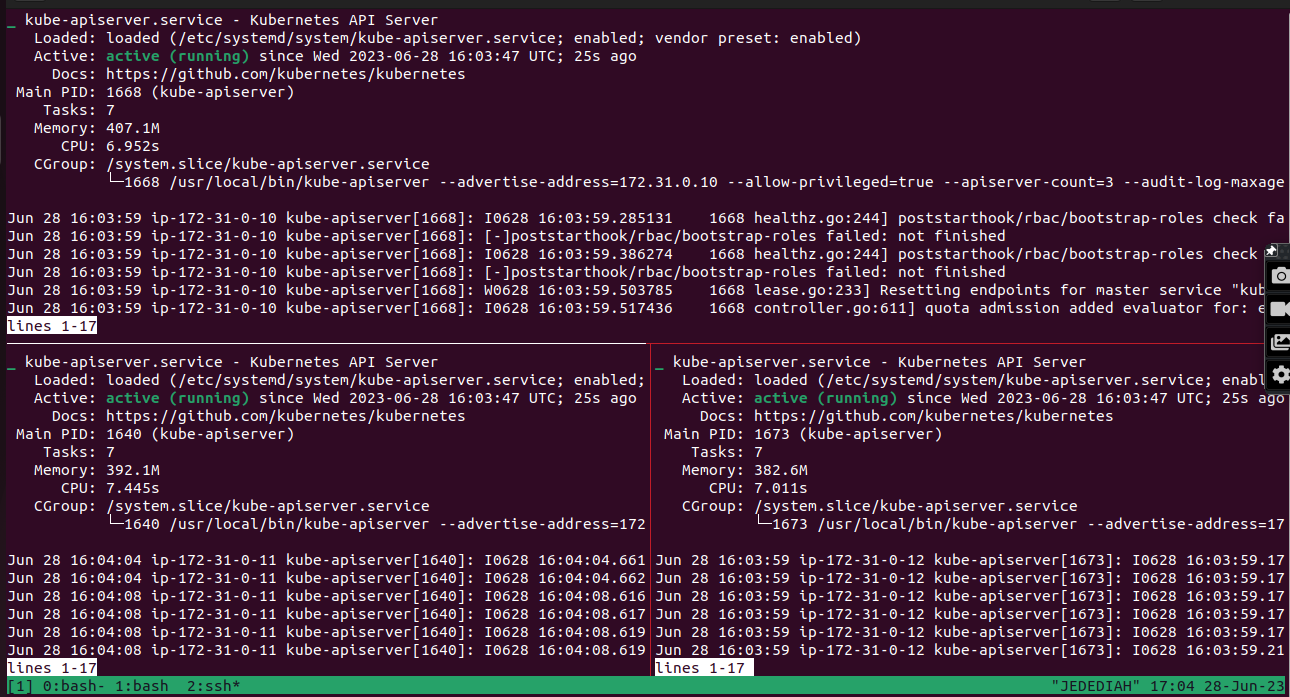 kube-apiserver.service - Kubernetes API Server
Loaded: loaded (/etc/systemd/system/kube-apiserver.service; enabled; vendor preset: enabled)
Active: active (running) since Wed 2023-06-28 16:03:47 UTC; 25s ago
Docs: https://github.com/kubernetes/kubernetes
Main PID: 1668 (kube-apiserver)
Tasks: 7
Memory: 407.1M
CPU: 6.952s
CGroup: /system.slice/kube-apiserver.service
└─1668 /usr/local/bin/kube-apiserver --advertise-address=172.31.0.10 --allow-privileged=true --apiserver-count=3 --audit-log-maxage
Jun 28 16:03:59 ip-172-31-0-10 kube-apiserver[1668]: I0628 16:03:59.285131    1668 healthz.go:244] poststarthook/rbac/bootstrap-roles check fa
Jun 28 16:03:59 ip-172-31-0-10 kube-apiserver[1668]: [-]poststarthook/rbac/bootstrap-roles failed: not finished
Jun 28 16:03:59 ip-172-31-0-10 kube-apiserver[1668]: I0628 16:03:59.386274    1668 healthz.go:244] poststarthook/rbac/bootstrap-roles check
Jun 28 16:03:59 ip-172-31-0-10 kube-apiserver[1668]: [-]poststarthook/rbac/bootstrap-roles failed: not finished
Jun 28 16:03:59 ip-172-31-0-10 kube-apiserver[1668]: W0628 16:03:59.503785    1668 lease.go:233] Resetting endpoints for master service "kub
Jun 28 16:03:59 ip-172-31-0-10 kube-apiserver[1668]: I0628 16:03:59.517436    1668 controller.go:611] quota admission added evaluator for: e
lines 1-17
kube-apiserver.service - Kubernetes API Server
Loaded: loaded (/etc/systemd/system/kube-apiserver.service; enabled;
Active: active (running) since Wed 2023-06-28 16:03:47 UTC; 25s ago
Docs: https://github.com/kubernetes/kubernetes
Main PID: 1640 (kube-apiserver)
Tasks: 7
Memory: 392.1M
CPU: 7.445s
CGroup: /system.slice/kube-apiserver.service
└─1640 /usr/local/bin/kube-apiserver --advertise-address=172
Jun 28 16:04:04 ip-172-31-0-11 kube-apiserver[1640]: I0628 16:04:04.661
Jun 28 16:04:04 ip-172-31-0-11 kube-apiserver[1640]: I0628 16:04:04.662
Jun 28 16:04:08 ip-172-31-0-11 kube-apiserver[1640]: I0628 16:04:08.616
Jun 28 16:04:08 ip-172-31-0-11 kube-apiserver[1640]: I0628 16:04:08.617
Jun 28 16:04:08 ip-172-31-0-11 kube-apiserver[1640]: I0628 16:04:08.619
Jun 28 16:04:08 ip-172-31-0-11 kube-apiserver[1640]: I0628 16:04:08.619
lines 1-17
kube-apiserver.service - Kubernetes API Server
Loaded: loaded (/etc/systemd/system/kube-apiserver.service; enabl
Active: active (running) since Wed 2023-06-28 16:03:47 UTC; 25s ago
Docs: https://github.com/kubernetes/kubernetes
Main PID: 1673 (kube-apiserver)
Tasks: 7
Memory: 382.6M
CPU: 7.011s
CGroup: /system.slice/kube-apiserver.service
└─1673 /usr/local/bin/kube-apiserver --advertise-address=17
Jun 28 16:03:59 ip-172-31-0-12 kube-apiserver[1673]: I0628 16:03:59.17
Jun 28 16:03:59 ip-172-31-0-12 kube-apiserver[1673]: I0628 16:03:59.17
Jun 28 16:03:59 ip-172-31-0-12 kube-apiserver[1673]: I0628 16:03:59.17
Jun 28 16:03:59 ip-172-31-0-12 kube-apiserver[1673]: I0628 16:03:59.17
Jun 28 16:03:59 ip-172-31-0-12 kube-apiserver[1673]: I0628 16:03:59.17
Jun 28 16:03:59 ip-172-31-0-12 kube-apiserver[1673]: I0628 16:03:59.21
lines 1-17
[1] 0:bash- 1:bash  2:ssh* "JEDEDIAH" 17:04 28-Jun-23